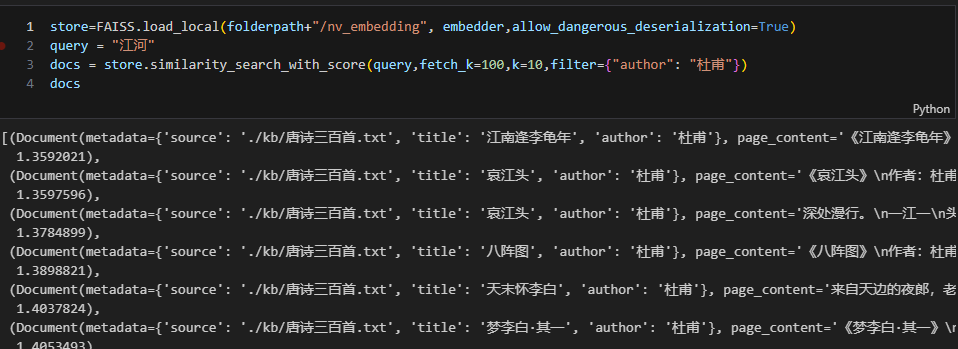 1 store=FAISS.load_local(folderpath+"/nv_embedding", embedder,allow_dangerous_deserialization=True)
2 query = "江河"
3 docs = store.similarity_search_with_score(query,fetch_k=100,k=10,filter={"author": "杜甫"})
4 docs
Python
[(Document(metadata={'source': './kb/唐诗三百首.txt', 'title': '江南逢李龟年', 'author': '杜甫'}, page_content='《江南逢李龟年》
1.3592021),
(Document(metadata={'source': './kb/唐诗三百首.txt', 'title': '哀江头', 'author': '杜甫'}, page_content='《哀江头》\n作者：杜甫
1.3597596),
(Document(metadata={'source': './kb/唐诗三百首.txt', 'title': '哀江头', 'author': '杜甫'}, page_content='深处漫行。\n一江一\n头
1.3784899),
(Document(metadata={'source': './kb/唐诗三百首.txt', 'title': '八阵图', 'author': '杜甫'}, page_content='《八阵图》\n作者：杜甫
1.3898821),
(Document(metadata={'source': './kb/唐诗三百首.txt', 'title': '天末怀李白', 'author': '杜甫'}, page_content='来自天边的夜郎，老
1.4037824),
(Document(metadata={'source': './kb/唐诗三百首.txt', 'title': '梦李白·其一', 'author': '杜甫'}, page_content='《梦李白·其一》\n
1.4053493)